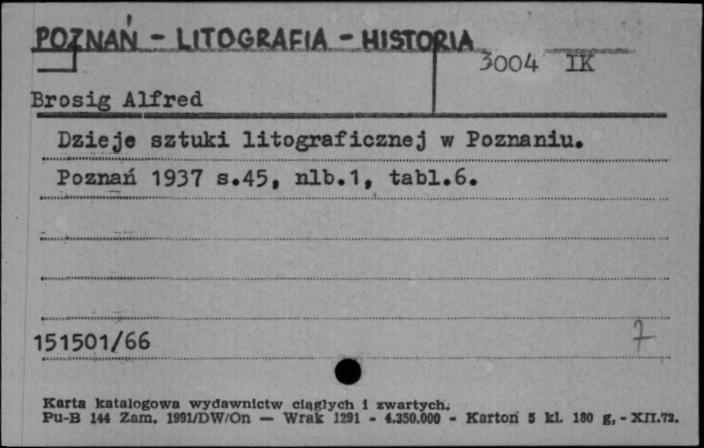 POZNAŃ - LITOGRAFIA - HISTORIA
3004 IK
Brosig Alfred
Dzieje sztuki litograficznej w Poznaniu.
Poznań 1937 s.45, nlb.1, tabl.6.
151501/66
7
Karta katalogowa wydawnictw ciągłych i zwartych.
Pu-B 144 Zam. 1991/DW/On — Wrak 1291 - 4.350.000 - Karton 5 kl. 180 g, - XII.72.